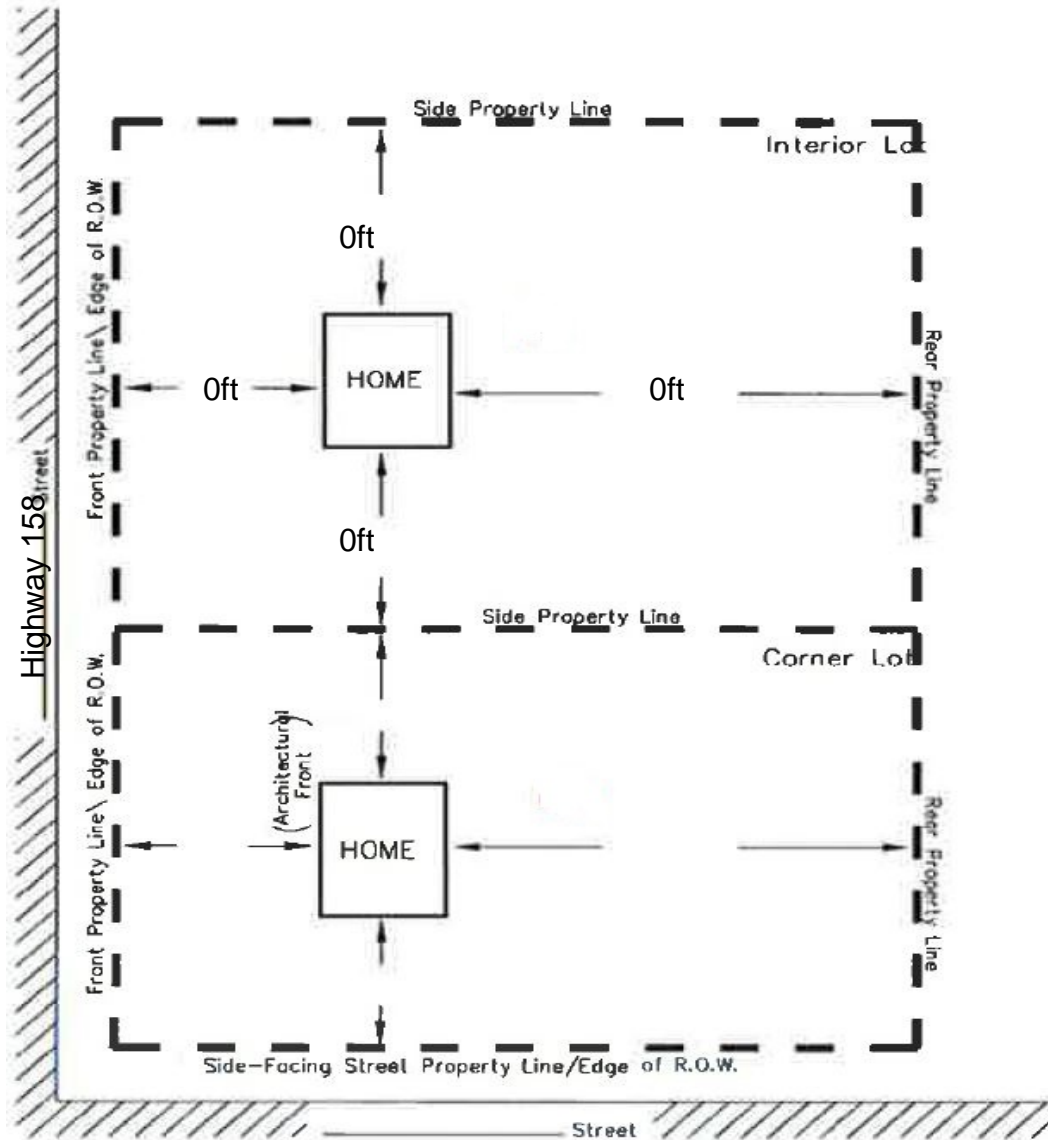 Side Property Line
Interior Lot
Front Property Line\ Edge of R.O.W.
0ft
HOME
0ft
0ft
Rear Property Line
0ft
Highway 158
Street
Side Property Line
Corner Lot
Front Property Line\ Edge of R.O.W.
(Architectural
Front)
HOME
Rear Property Line
Side-Facing Street Property Line/Edge of R.O.W.
Street